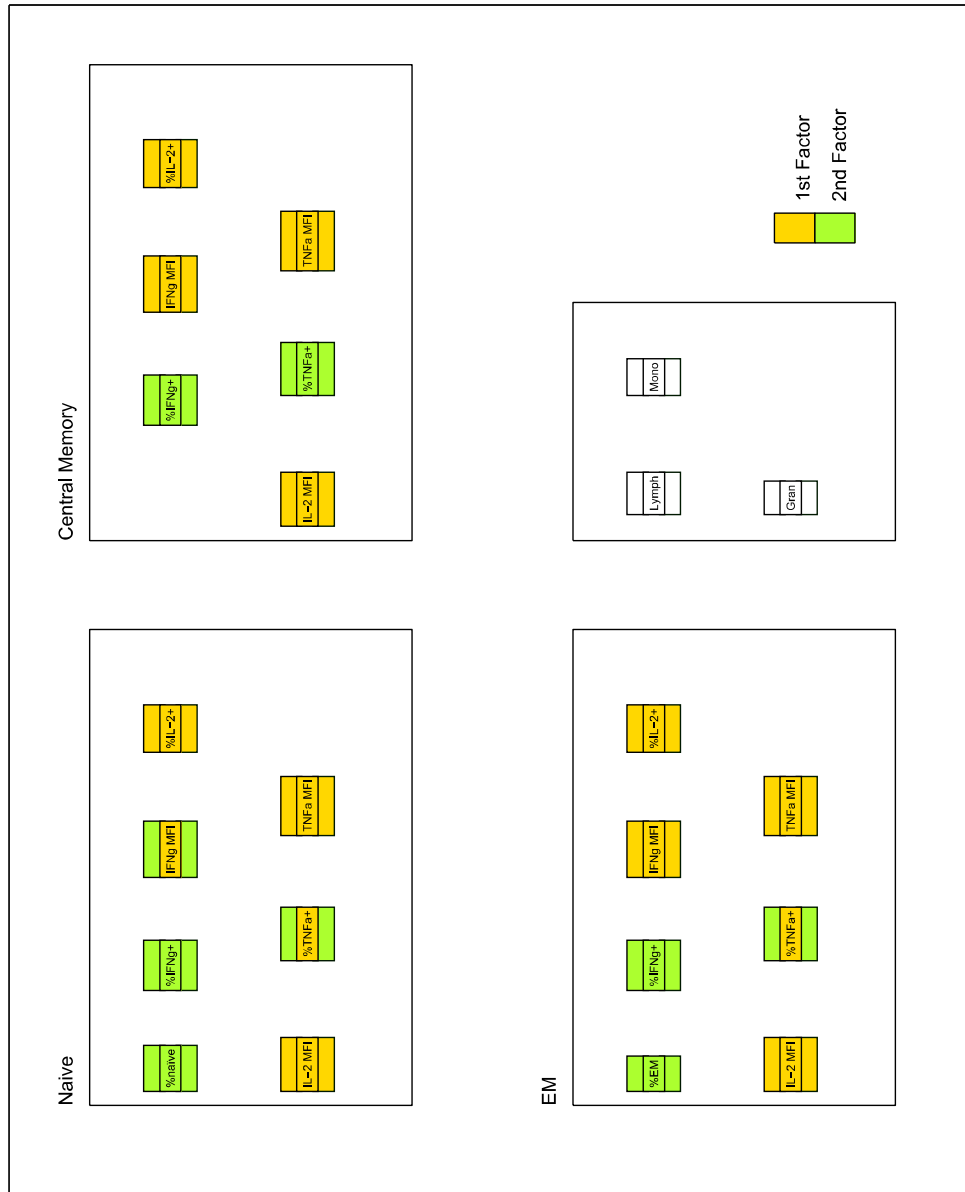 Naïve
%naïve
%IFNg+
IFNg MFI
%IL−2+
IL−2 MFI
%TNFa+
TNFa MFI
Central Memory
%IFNg+
IFNg MFI
%IL−2+
IL−2 MFI
%TNFa+
TNFa MFI
EM
%EM
%IFNg+
IFNg MFI
%IL−2+
IL−2 MFI
%TNFa+
TNFa MFI
Lymph
Mono
Gran
1st Factor
2nd Factor